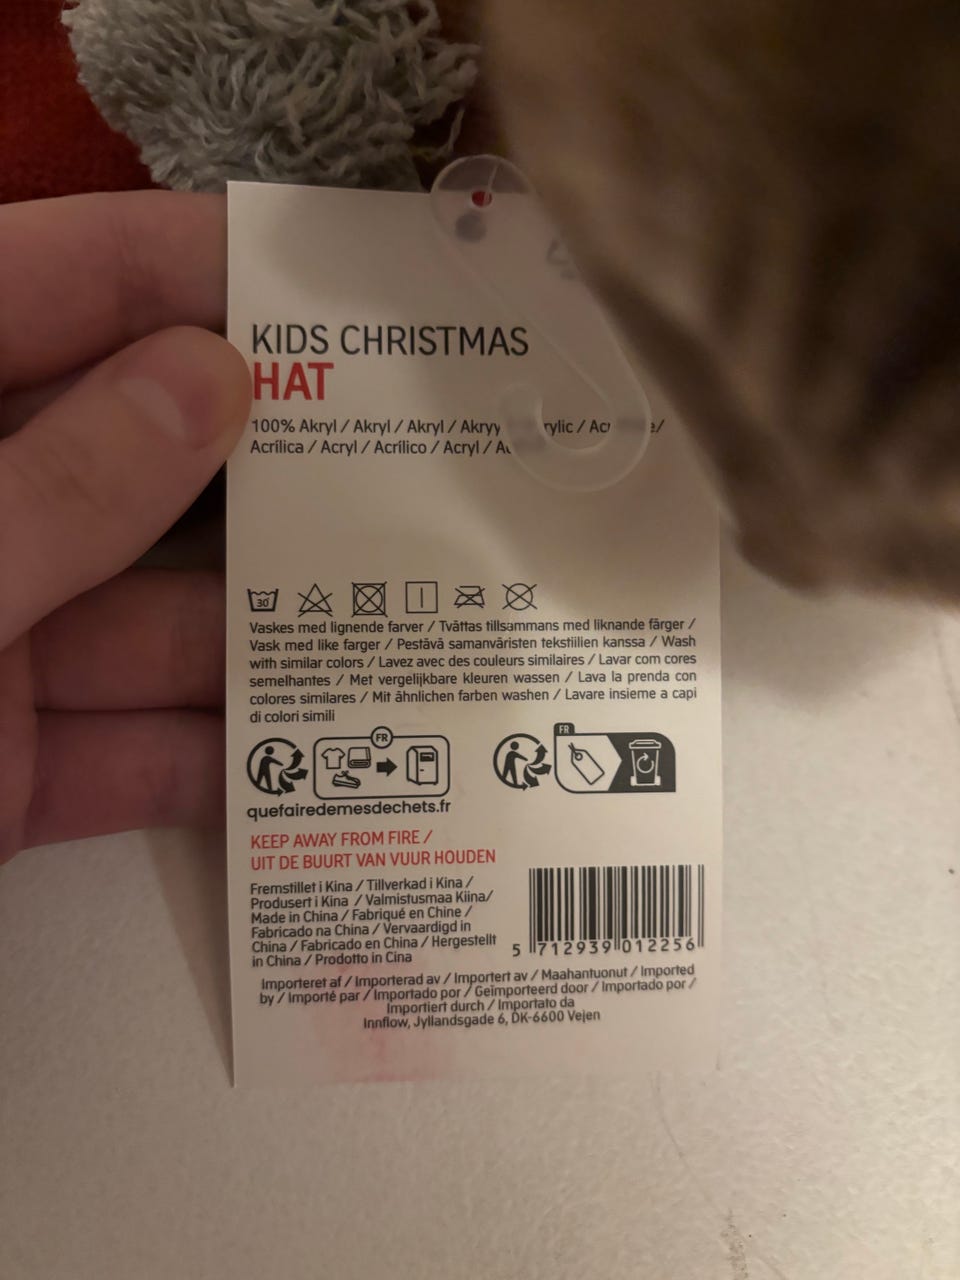 KIDS CHRISTMAS
HAT
100% Akryl / Akryl / Akryl /
Acrílica / Acryl / Acrílico / Acryl /
30
Vaskes med lignende farver / Tvättas tillsammans med liknande färger /
Vask med like farger / Pestävä samanväristen tekstiilien kanssa / Wash
with similar colors / Lavez avec des couleurs similaires / Lavar com cores
semelhantes / Met vergelijkbare kleuren wassen / Lava la prenda con
colores similares / Mit ähnlichen farben washen / Lavare insieme a capi
di colori simili
FR
FR
quefairedemesdechets.fr
KEEP AWAY FROM FIRE /
UIT DE BUURT VAN VUUR HOUDEN
Fremstillet i Kina / Tillverkad i Kina /
Produsert i Kina / Valmistusmaa Kiina/
Made in China / Fabriqué en Chine /
Fabricado na China / Vervaardigd in
China / Fabricado en China / Hergestellt
in China / Prodotto in Cina
5 712939 012256
Importeret af / Importerad av / Importert av / Maahantuonut / Imported
by / Importé par / Importado por / Geïmporteerd door / Importado por /
Importiert durch / Importato da
Innflow, Jyllandsgade 6, DK-6600 Vejen